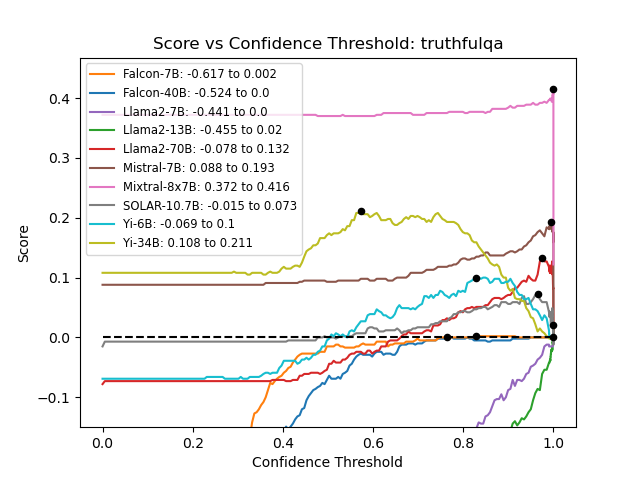 Score vs Confidence Threshold: truthfulqa
Falcon-7B: -0.617 to 0.002
Falcon-40B: -0.524 to 0.0
Llama2-7B: -0.441 to 0.0
Llama2-13B: -0.455 to 0.02
Llama2-70B: -0.078 to 0.132
Mistral-7B: 0.088 to 0.193
Mixtral-8x7B: 0.372 to 0.416
SOLAR-10.7B: -0.015 to 0.073
Yi-6B: -0.069 to 0.1
Yi-34B: 0.108 to 0.211
Score
0.4
0.3
0.2
0.1
0.0
−0.1
0.0 0.2 0.4 0.6 0.8 1.0
Confidence Threshold